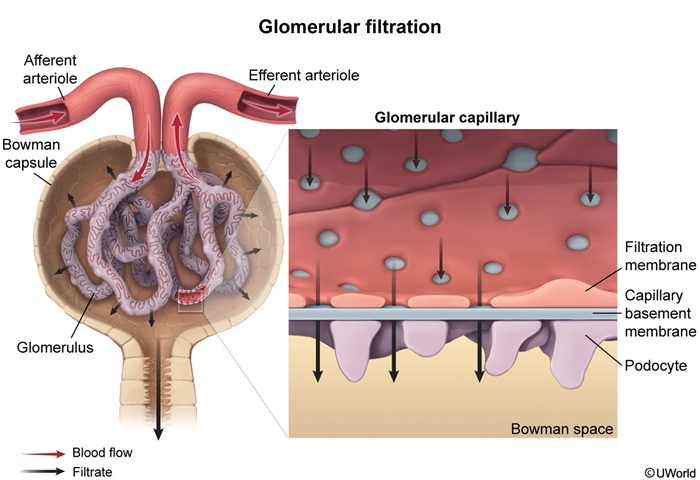 Glomerular filtration
Afferent
arteriole
Efferent arteriole
Bowman
capsule
Glomerular capillary
Filtration
membrane
Capillary
basement
membrane
Podocyte
Glomerulus
Bowman space
Blood flow
Filtrate
©UWorld